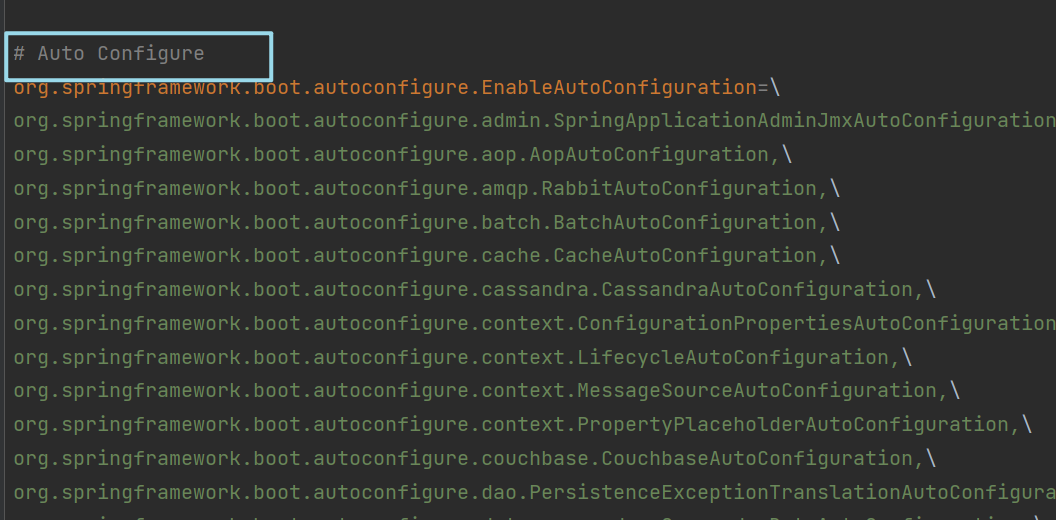 # Auto Configure
org.springframework.boot.autoconfigure.EnableAutoConfiguration=\
org.springframework.boot.autoconfigure.admin.SpringApplicationAdminJmxAutoConfiguration
org.springframework.boot.autoconfigure.aop.AopAutoConfiguration,\
org.springframework.boot.autoconfigure.amqp.RabbitAutoConfiguration,\
org.springframework.boot.autoconfigure.batch.BatchAutoConfiguration,\
org.springframework.boot.autoconfigure.cache.CacheAutoConfiguration,\
org.springframework.boot.autoconfigure.cassandra.CassandraAutoConfiguration,\
org.springframework.boot.autoconfigure.context.ConfigurationPropertiesAutoConfiguration
org.springframework.boot.autoconfigure.context.LifecycleAutoConfiguration,\
org.springframework.boot.autoconfigure.context.MessageSourceAutoConfiguration,\
org.springframework.boot.autoconfigure.context.PropertyPlaceholderAutoConfiguration,\
org.springframework.boot.autoconfigure.couchbase.CouchbaseAutoConfiguration,\
org.springframework.boot.autoconfigure.dao.PersistenceExceptionTranslationAutoConfigura